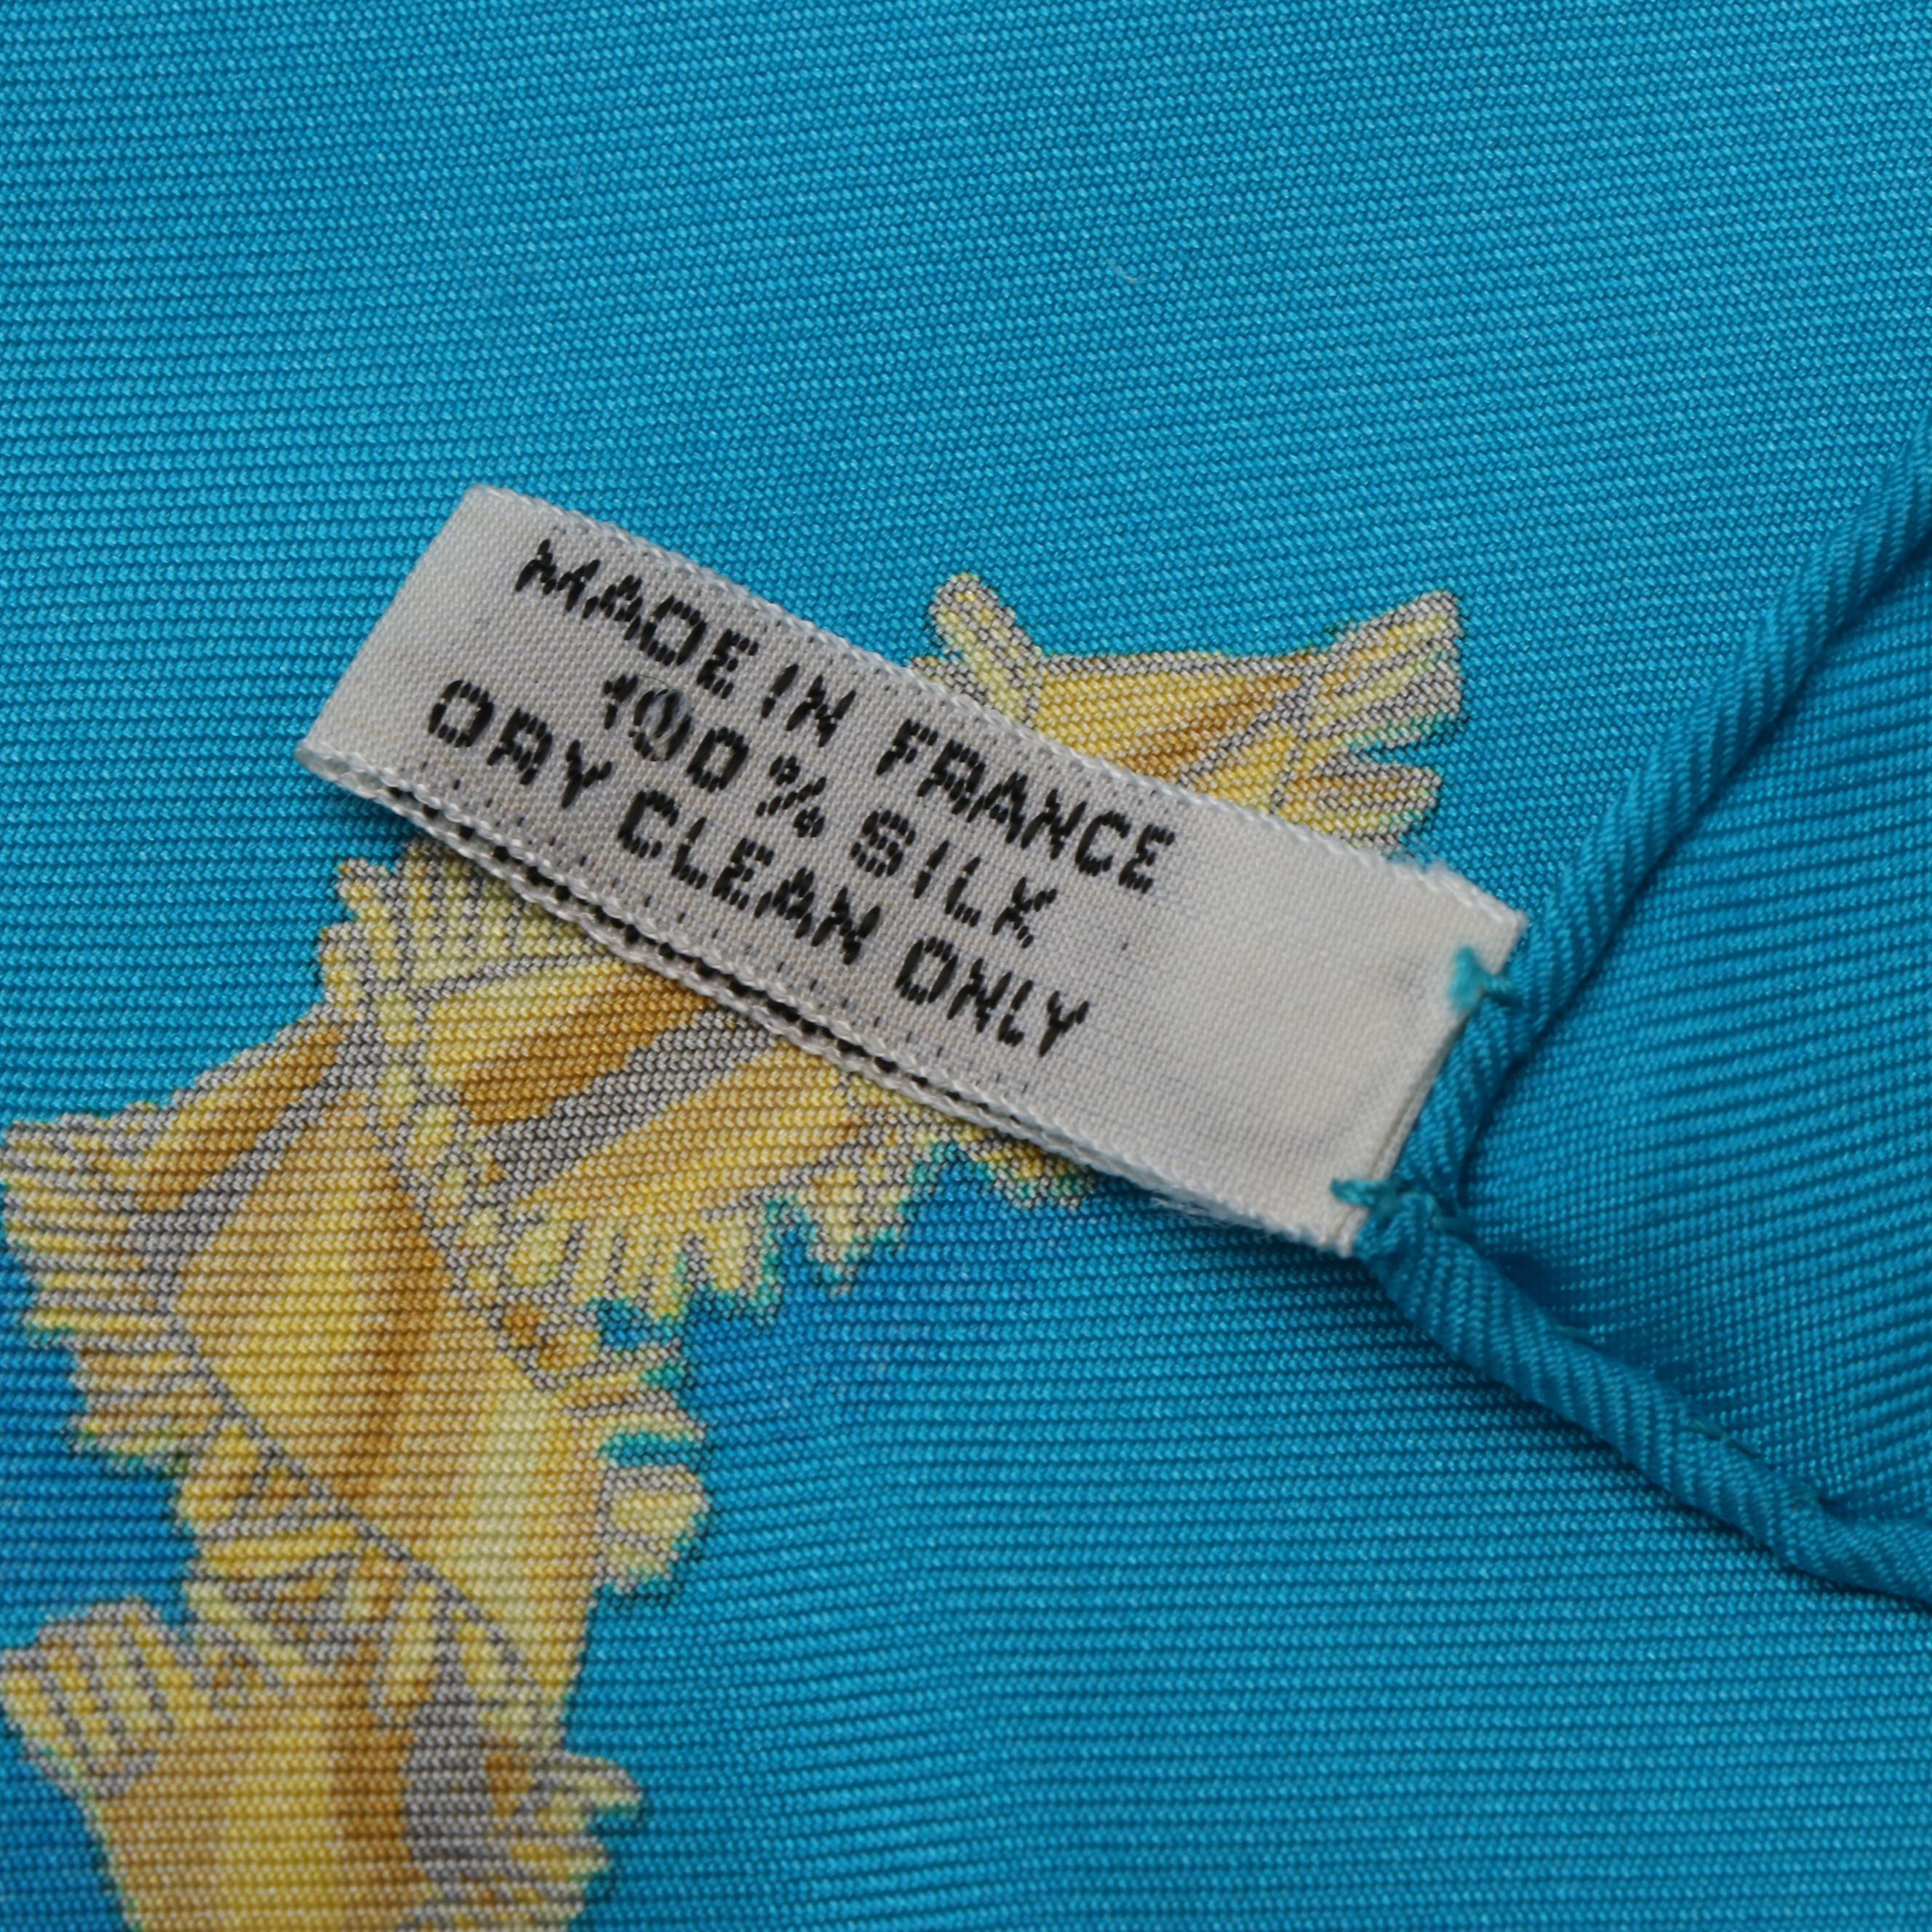 MADE IN FRANCE
100% SILK
DRY CLEAN ONLY